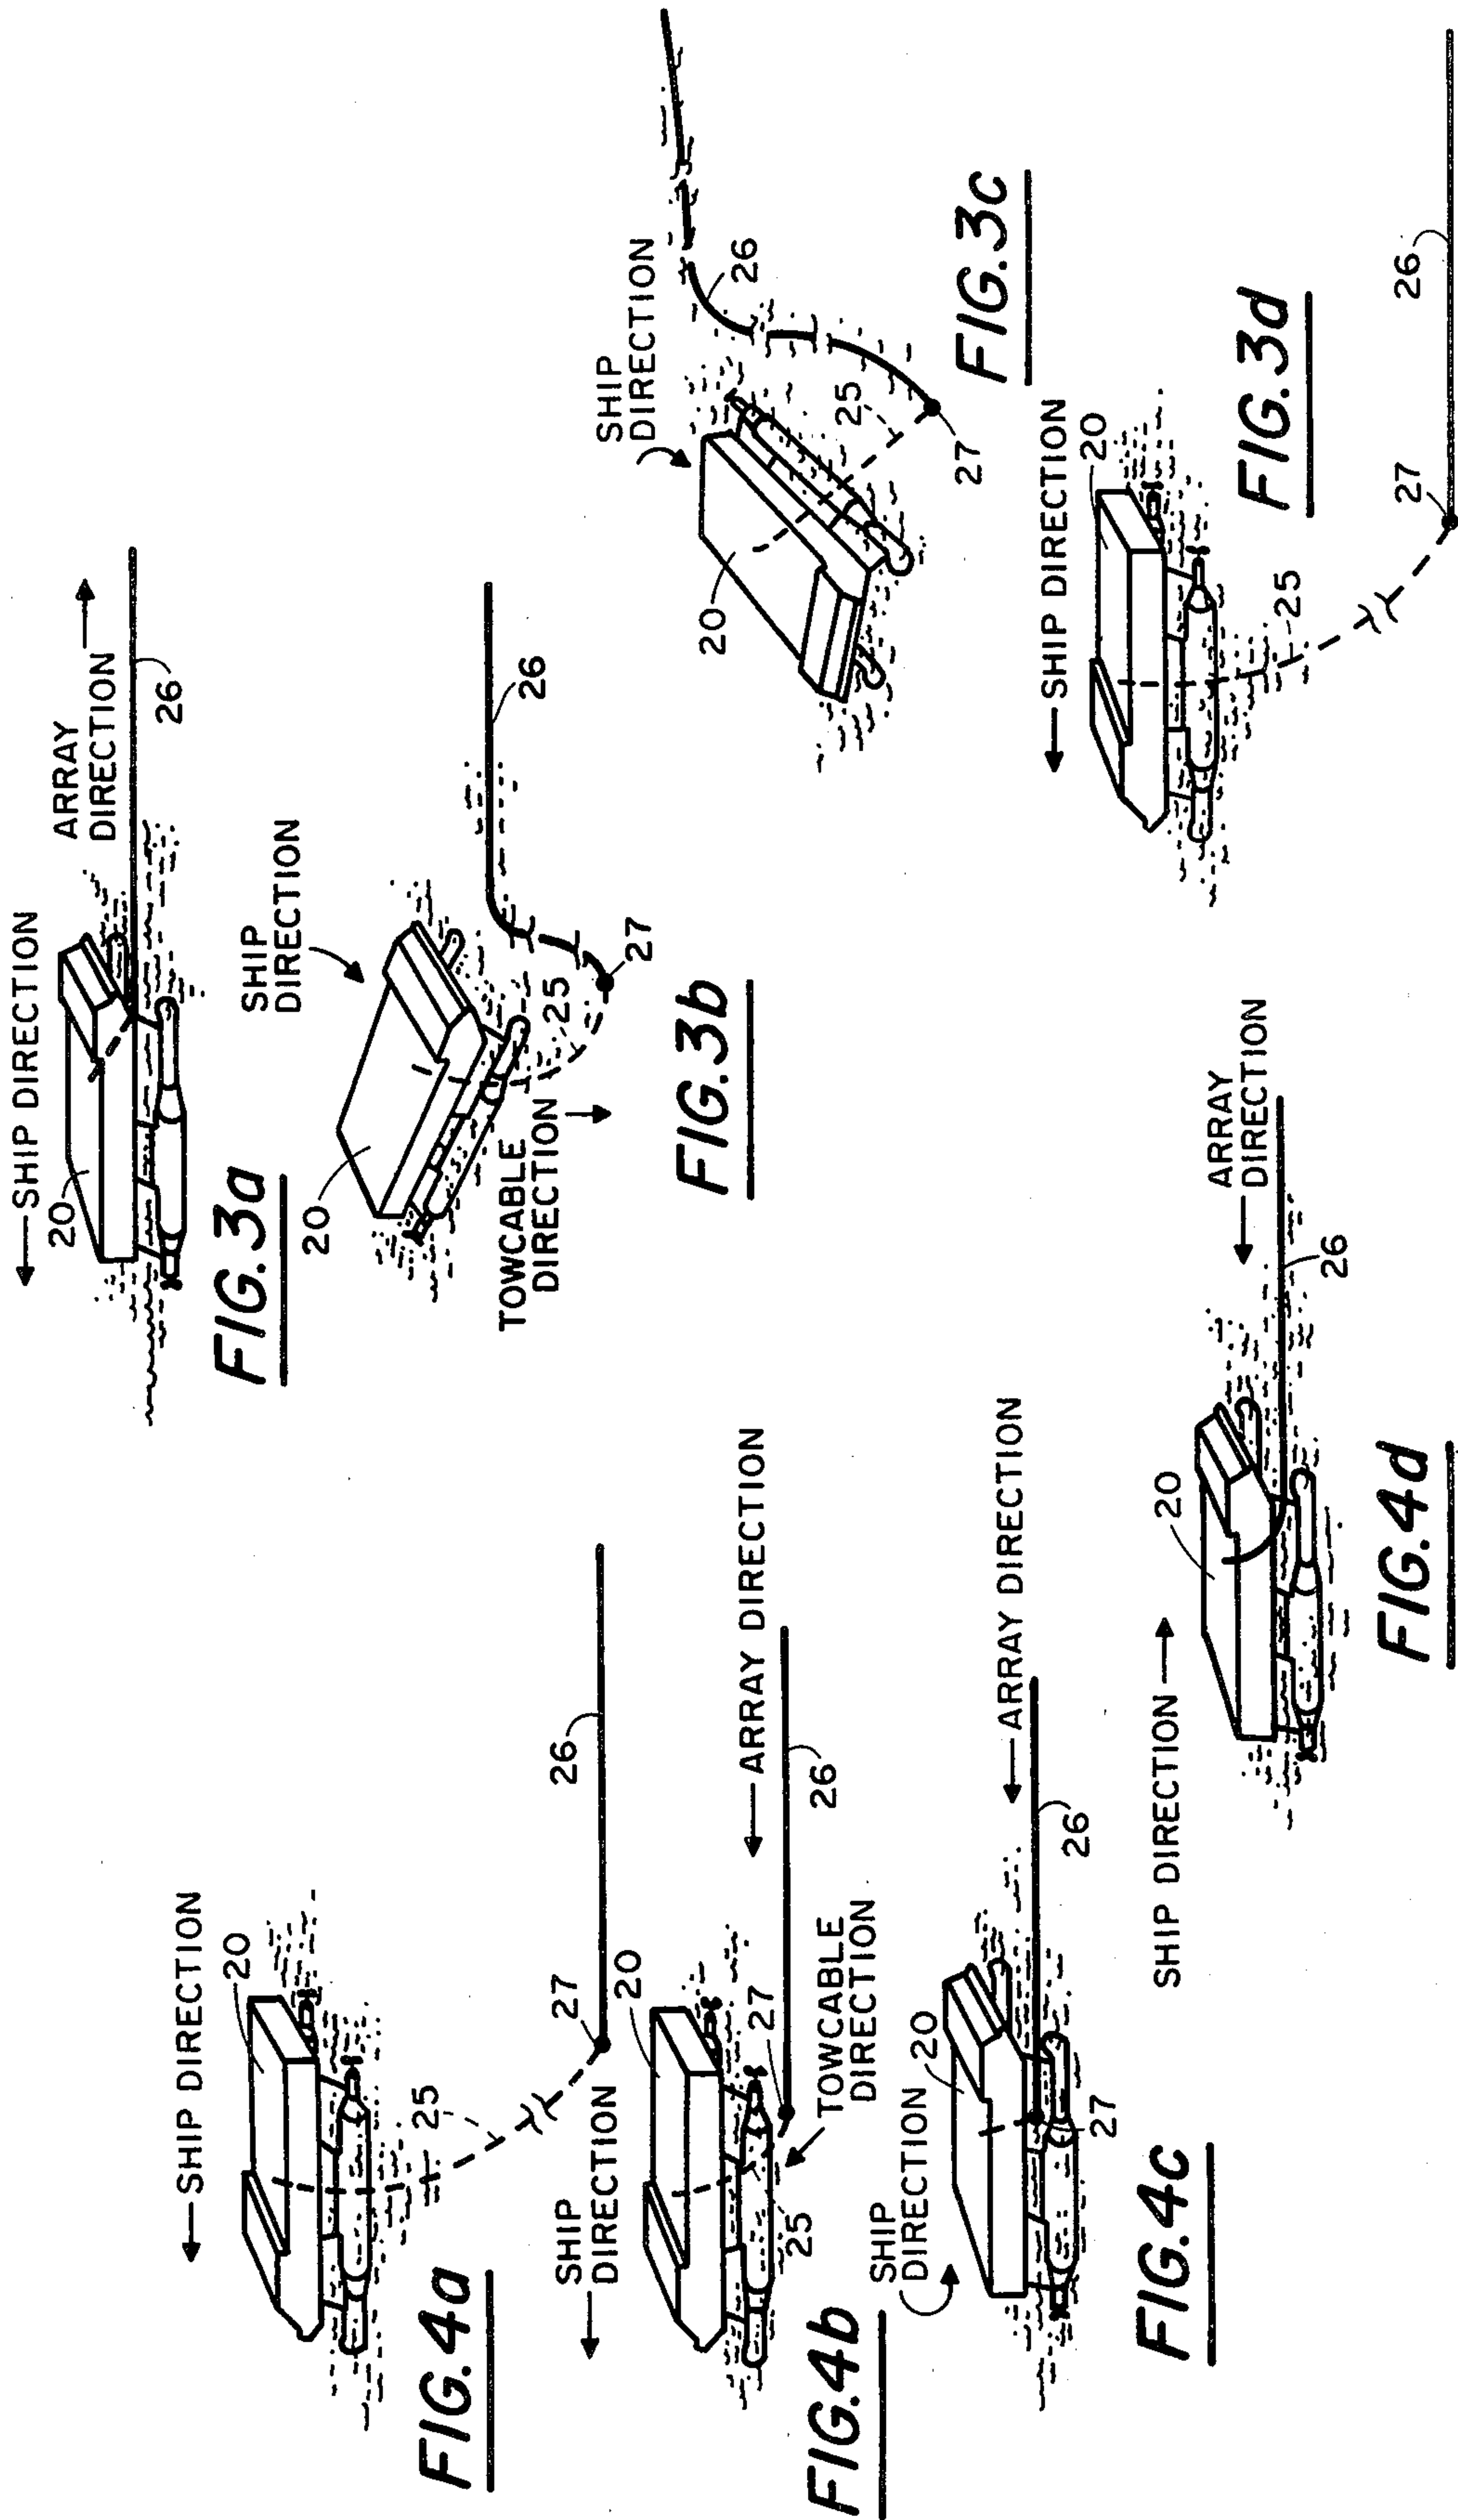 ← SHIP DIRECTION
20
ARRAY
DIRECTION →
26
FIG.3a
SHIP
DIRECTION
20
26
25
27
TOWCABLE
DIRECTION
FIG.3b
SHIP
DIRECTION
20
26
25
27
FIG.3c
← SHIP DIRECTION
20
25
27
26
FIG.3d
← SHIP DIRECTION
20
25
27
26
FIG.4a
SHIP
DIRECTION
20
← ARRAY DIRECTION
27
26
25
TOWCABLE
DIRECTION
FIG.4b
SHIP
DIRECTION
20
← ARRAY DIRECTION
26
27
FIG.4c
SHIP DIRECTION →
20
ARRAY
DIRECTION
26
FIG.4d